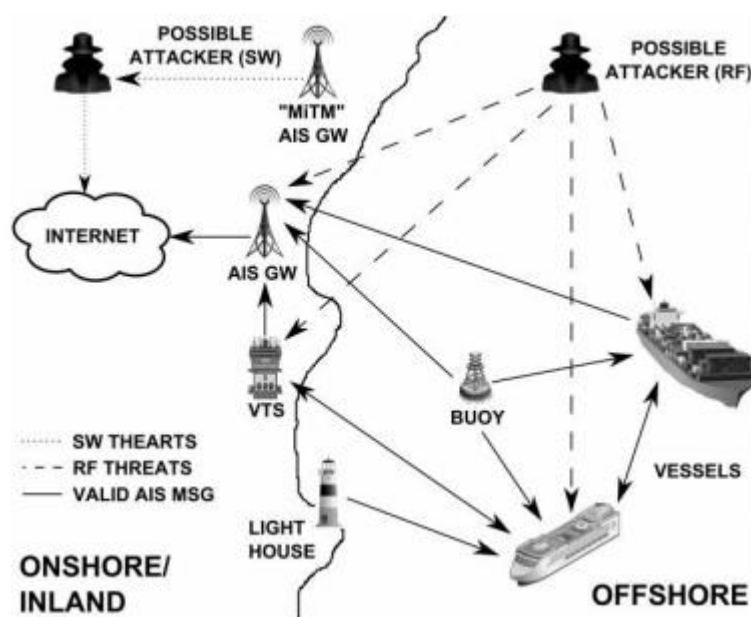 POSSIBLE
ATTACKER (SW)
POSSIBLE
ATTACKER (RF)
"MiTM"
AIS GW
INTERNET
AIS GW
VTS
BUOY
SW THEARTS
RF THREATS
VALID AIS MSG
VESSELS
LIGHT
HOUSE
ONSHORE/
INLAND
OFFSHORE